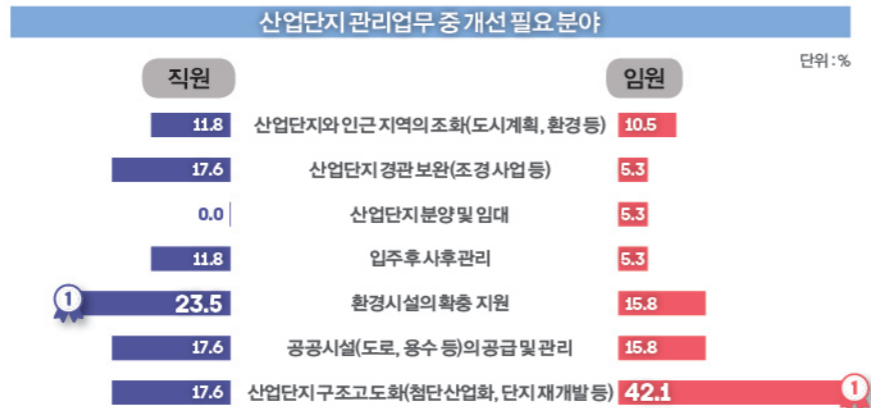 산업단지 관리업무 중 개선 필요 분야
단위 : %
직원 임원
11.8 산업단지와 인근 지역의 조화(도시계획, 환경 등) 10.5
17.6 산업단지 경관 보완(조경 사업 등) 5.3
0.0 산업단지 분양 및 임대 5.3
11.8 입주 후 사후 관리 5.3
1 23.5 환경시설의 확충 지원 15.8
17.6 공공시설(도로, 용수 등)의 공급 및 관리 15.8
17.6 산업단지 구조고도화(첨단산업화, 단지 재개발 등) 42.1 1